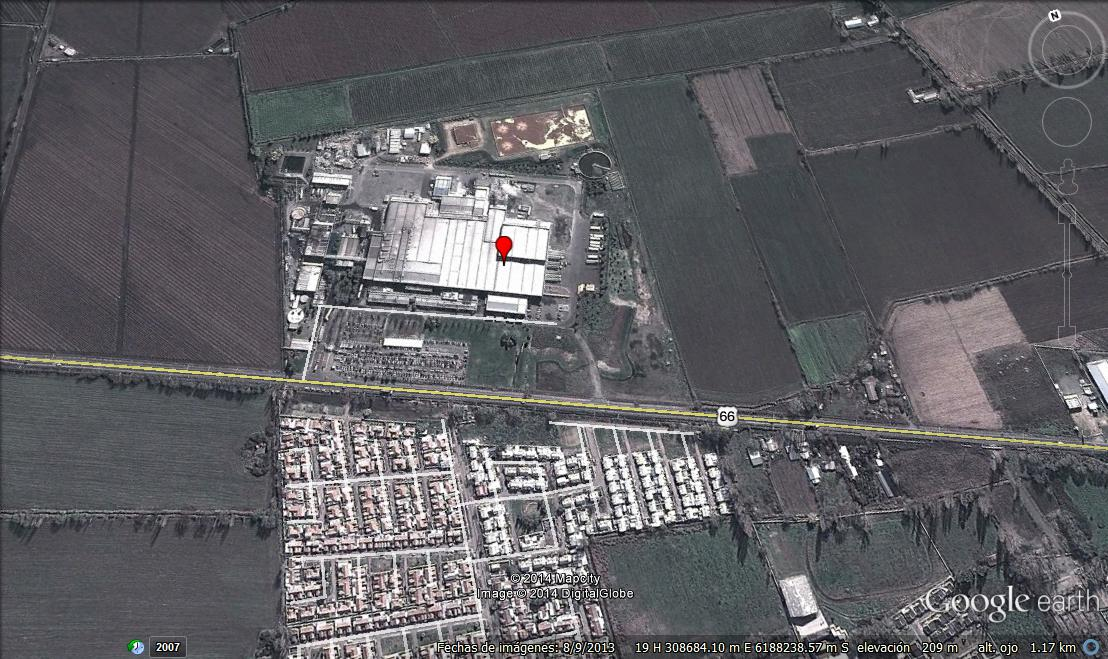 N
66
© 2014 Mapcity
Image © 2014 DigitalGlobe
Google earth
2007
Fechas de imágenes: 8/9/2013 19 H 308684.10 m E 6188238.57 m S elevación 209 m alt. ojo 1.17 km